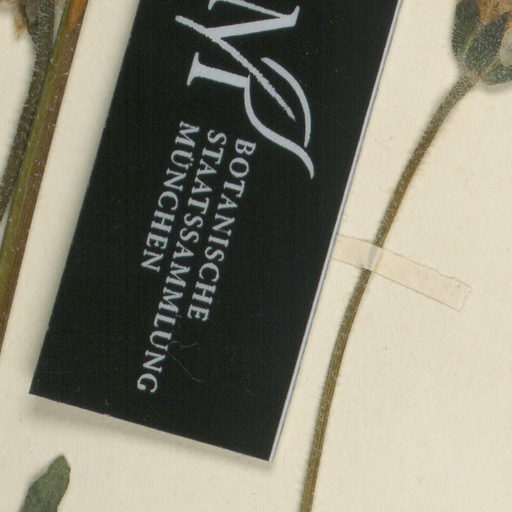 M
BOTANISCHE
STAATSSAMMLUNG
MÜNCHEN